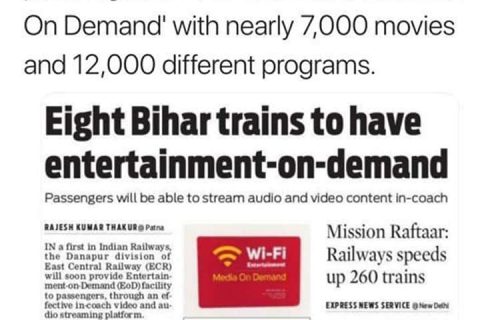 On Demand' with nearly 7,000 movies
and 12,000 different programs.
Eight Bihar trains to have
entertainment-on-demand
Passengers will be able to stream audio and video content in-coach
RAJESH KUMAR THAKUR @ Patna
IN a first in Indian Railways,
the Danapur division of
East Central Railway (ECR)
will soon provide Entertain-
ment-on-Demand (EoD) facility
to passengers, through an ef-
fective in-coach video and au-
dio streaming platform.
Wi-Fi
Entertainment
Media On Demand
Mission Raftaar:
Railways speeds
up 260 trains
EXPRESS NEWS SERVICE @ New Delhi